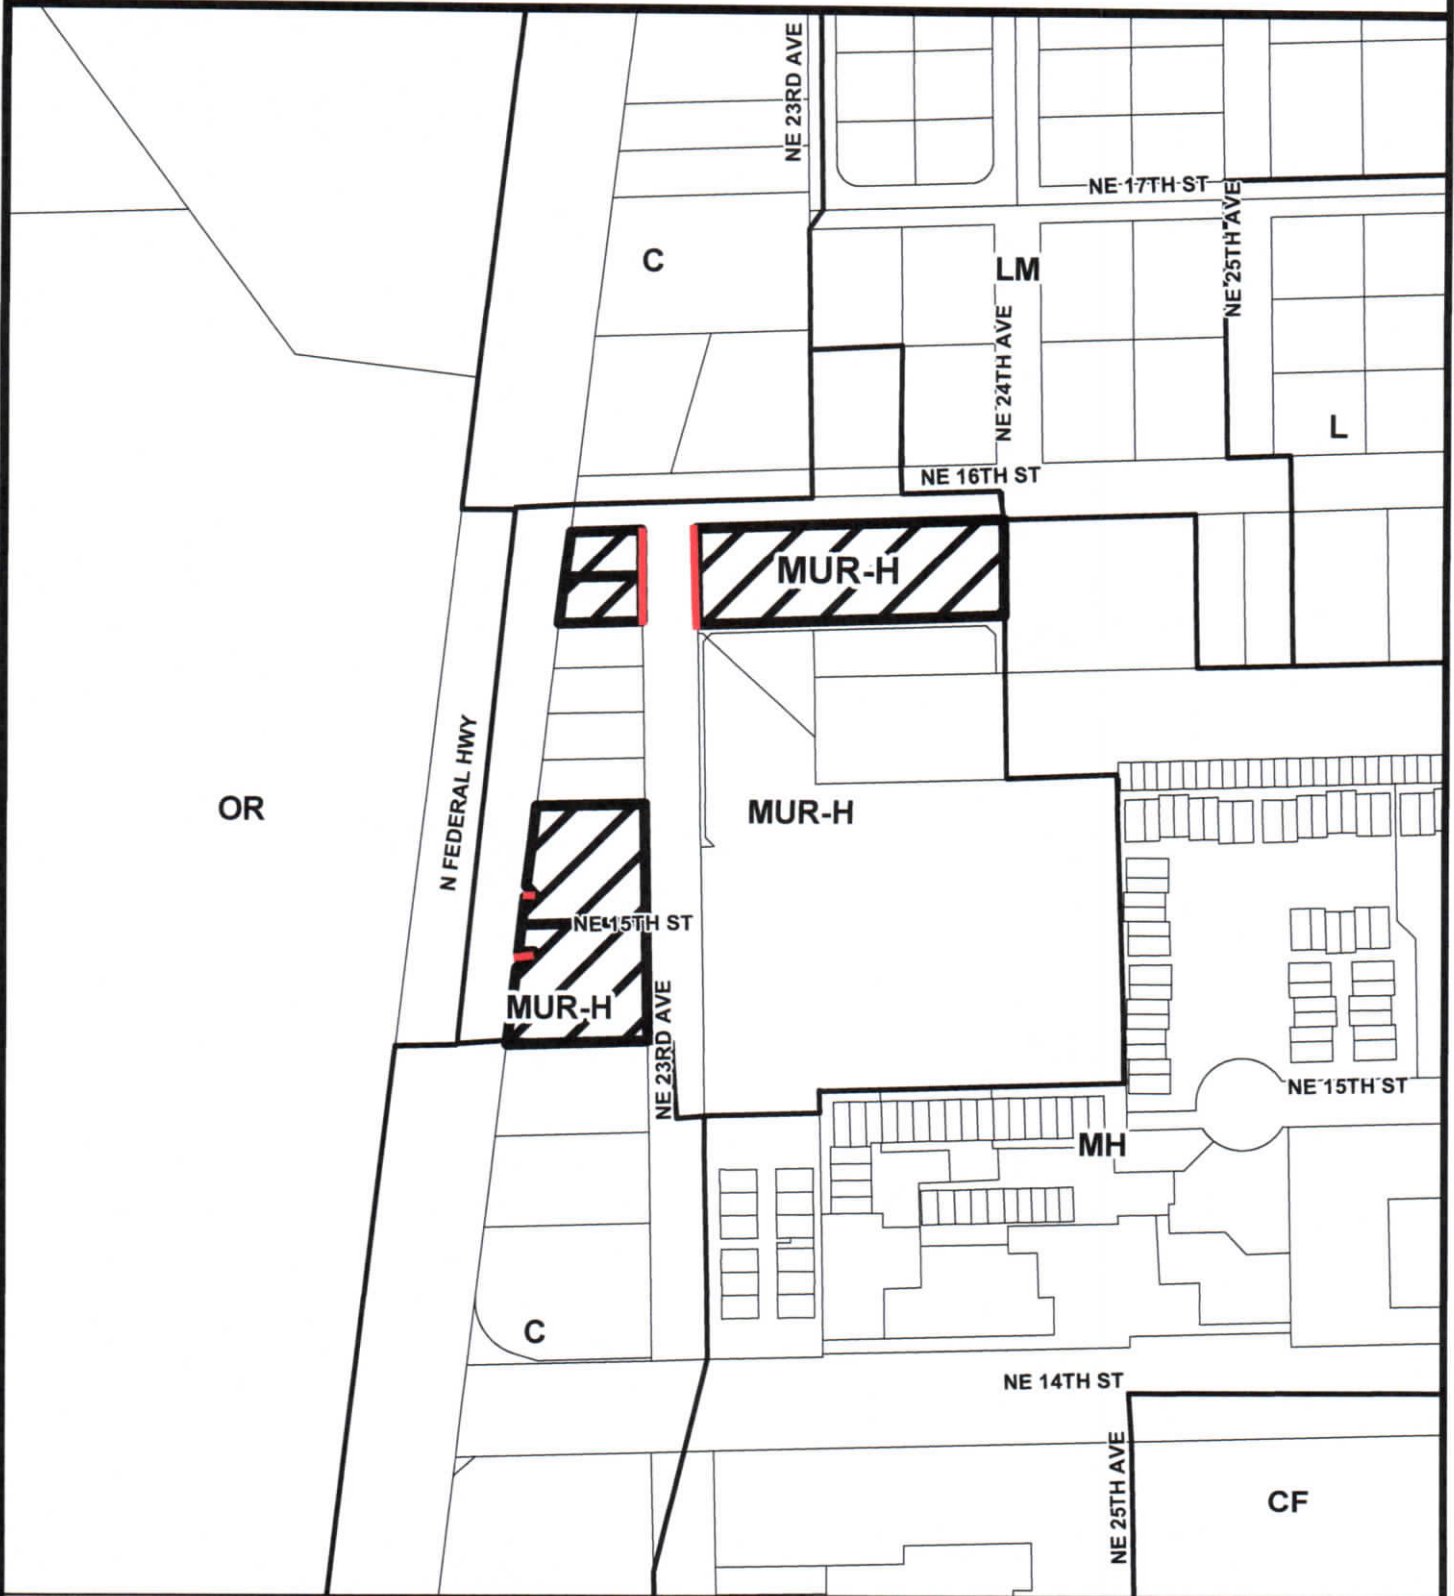 NE 23RD AVE
NE 17TH ST
NE 25TH AVE
C
LM
NE 24TH AVE
L
NE 16TH ST
MUR-H
N FEDERAL HWY
OR
MUR-H
NE 15TH ST
MUR-H
NE 23RD AVE
NE 15TH ST
MH
C
NE 14TH ST
NE 25TH AVE
CF